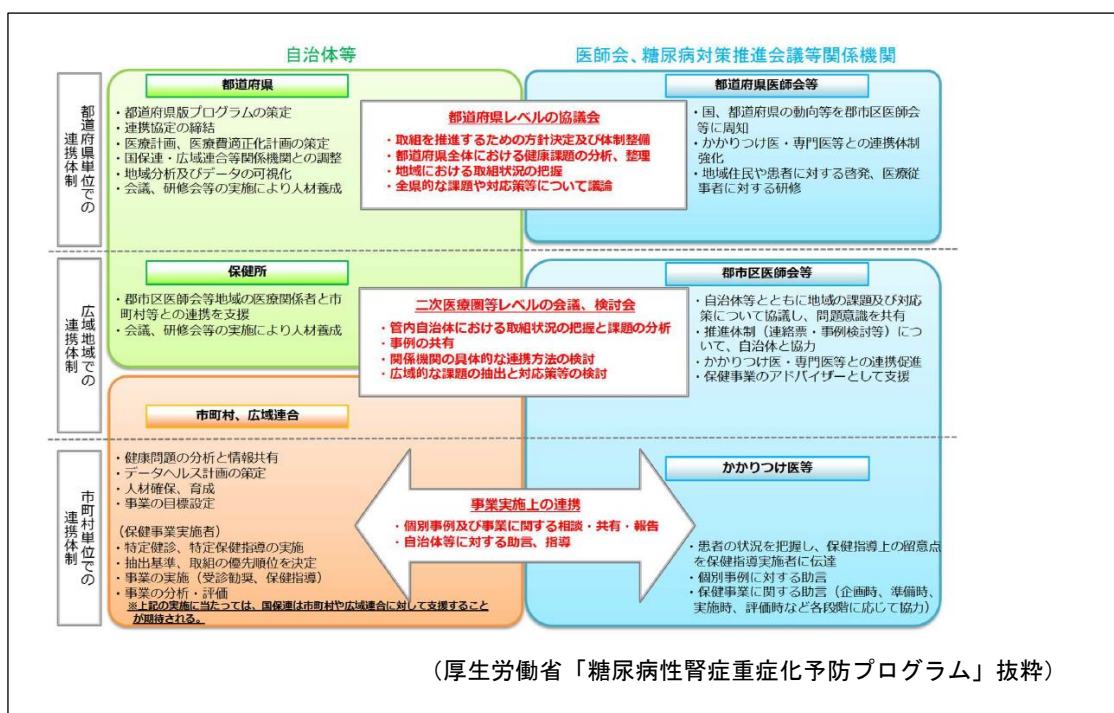 自治体等
医師会、糖尿病対策推進会議等関係機関
都道府県単位での
連携体制
都道府県
・都道府県版プログラムの策定
・連携協定の締結
・医療計画、医療費適正化計画の策定
・国保連・広域連合等関係機関との調整
・地域分析及びデータの可視化
・会議、研修会等の実施により人材養成
都道府県レベルの協議会
・取組を推進するための方針決定及び体制整備
・都道府県全体における健康課題の分析、整理
・地域における取組状況の把握
・全県的な課題や対応策等について議論
都道府県医師会等
・国、都道府県の動向等を郡市区医師会
等に周知
・かかりつけ医・専門医等との連携体制
強化
・地域住民や患者に対する啓発、医療従
事者に対する研修
広域地域での
連携体制
保健所
・郡市区医師会等地域の医療関係者と市
町村等との連携を支援
・会議、研修会等の実施により人材養成
二次医療圏等レベルの会議、検討会
・管内自治体における取組状況の把握と課題の分析
・事例の共有
・関係機関の具体的な連携方法の検討
・広域的な課題の抽出と対応策等の検討
郡市区医師会等
・自治体等とともに地域の課題及び対応
策について協議し、問題意識を共有
・推進体制（連絡票・事例検討等）につ
いて、自治体と協力
・かかりつけ医・専門医等との連携促進
・保健事業のアドバイザーとして支援
市町村、広域連合
市町村単位での
連携体制
・健康問題の分析と情報共有
・データヘルス計画の策定
・人材確保、育成
・事業の目標設定
（保健事業実施者）
・特定健診、特定保健指導の実施
・抽出基準、取組の優先順位を決定
・事業の実施（受診勧奨、保健指導）
・事業の分析・評価
※上記の実施に当たっては、国保連は市町村や広域連合に対して支援すること
が期待される。
事業実施上の連携
・個別事例及び事業に関する相談・共有・報告
・自治体等に対する助言、指導
かかりつけ医等
・患者の状況を把握し、保健指導上の留意点
を保健指導実施者に伝達
・個別事例に対する助言
・保健事業に関する助言（企画時、準備時、
実施時、評価時など各段階に応じて協力）
（厚生労働省「糖尿病性腎症重症化予防プログラム」抜粋）